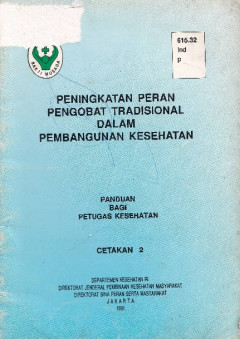 616.32
Ind
p
BAKTI HUSADA
PENINGKATAN PERAN
PENGOBAT TRADISIONAL
DALAM
PEMBANGUNAN KESEHATAN
PANDUAN
BAGI
PETUGAS KESEHATAN
CETAKAN 2
DEPARTEMEN KESEHATAN RI
DIREKTORAT JENDERAL PEMBINAAN KESEHATAN MASYARAKAT
DIREKTORAT BINA PERAN SERTA MASYARAKAT
JAKARTA